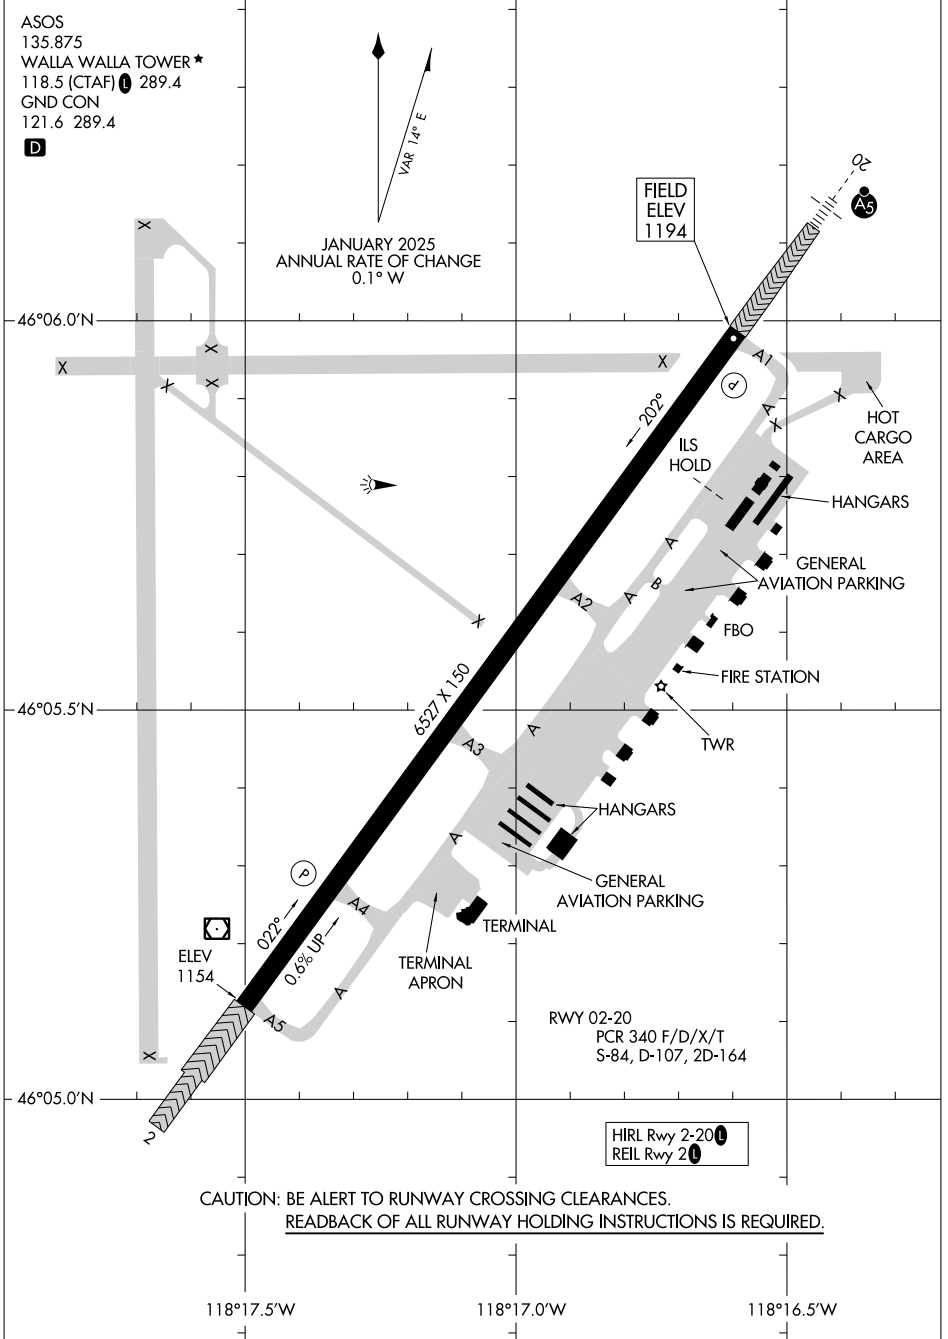 ASOS
135.875
WALLA WALLA TOWER★
118.5 (CTAF) L 289.4
GND CON
121.6 289.4
D
VAR 14° E
JANUARY 2025
ANNUAL RATE OF CHANGE
0.1° W
FIELD
ELEV
1194
20
A5
X
46°06.0'N
X
X
X
X
X
X
A1
P
A
X
X
HOT
CARGO
AREA
202°
ILS
HOLD
HANGARS
A
GENERAL
AVIATION PARKING
A2
A
B
X
FBO
FIRE STATION
6527 X 150
46°05.5'N
A
A3
TWR
HANGARS
A
P
GENERAL
AVIATION PARKING
A4
022°
0.6% UP
TERMINAL
ELEV
1154
TERMINAL
APRON
A
A5
X
RWY 02-20
PCR 340 F/D/X/T
S-84, D-107, 2D-164
46°05.0'N
2
HIRL Rwy 2-20 L
REIL Rwy 2 L
CAUTION: BE ALERT TO RUNWAY CROSSING CLEARANCES.
READBACK OF ALL RUNWAY HOLDING INSTRUCTIONS IS REQUIRED.
118°17.5'W 118°17.0'W 118°16.5'W